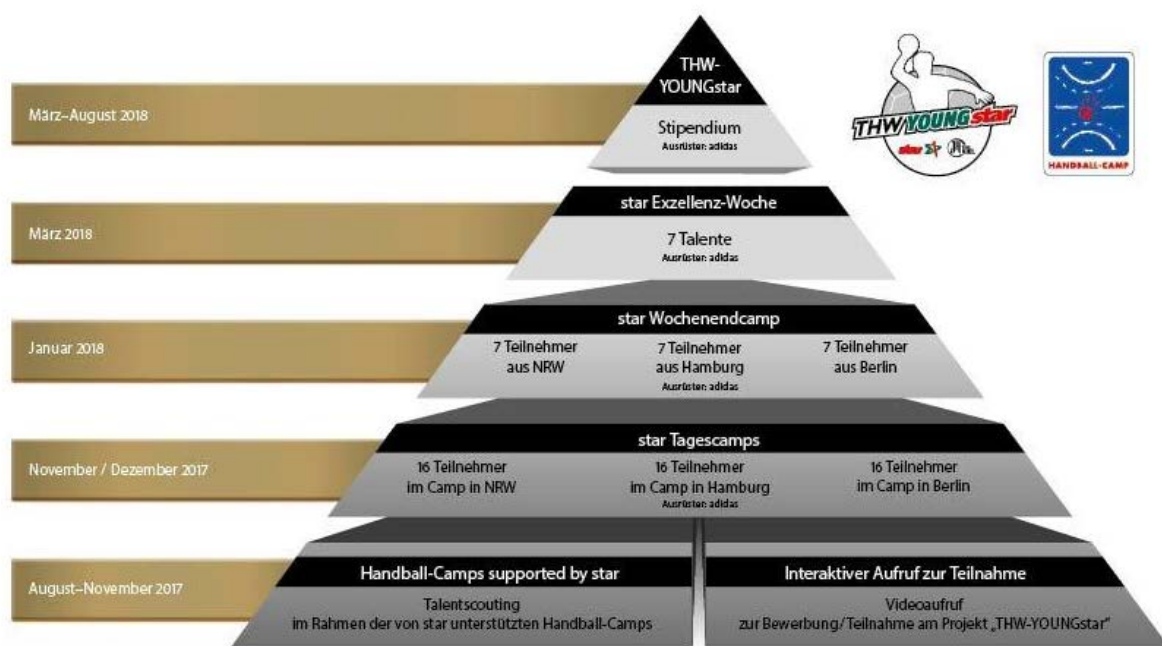 THW-
YOUNGstar
März–August 2018
Stipendium
Ausrüster: adidas
THW YOUNG star
star
HANDBALL-CAMP
star Exzellenz-Woche
März 2018
7 Talente
Ausrüster: adidas
star Wochenendcamp
Januar 2018
7 Teilnehmer
aus NRW
7 Teilnehmer
aus Hamburg
Ausrüster: adidas
7 Teilnehmer
aus Berlin
star Tagescamps
November / Dezember 2017
16 Teilnehmer
im Camp in NRW
16 Teilnehmer
im Camp in Hamburg
Ausrüster: adidas
16 Teilnehmer
im Camp in Berlin
August–November 2017
Handball-Camps supported by star
Talentscouting
im Rahmen der von star unterstützten Handball-Camps
Interaktiver Aufruf zur Teilnahme
Videoaufruf
zur Bewerbung/Teilnahme am Projekt „THW-YOUNGstar“